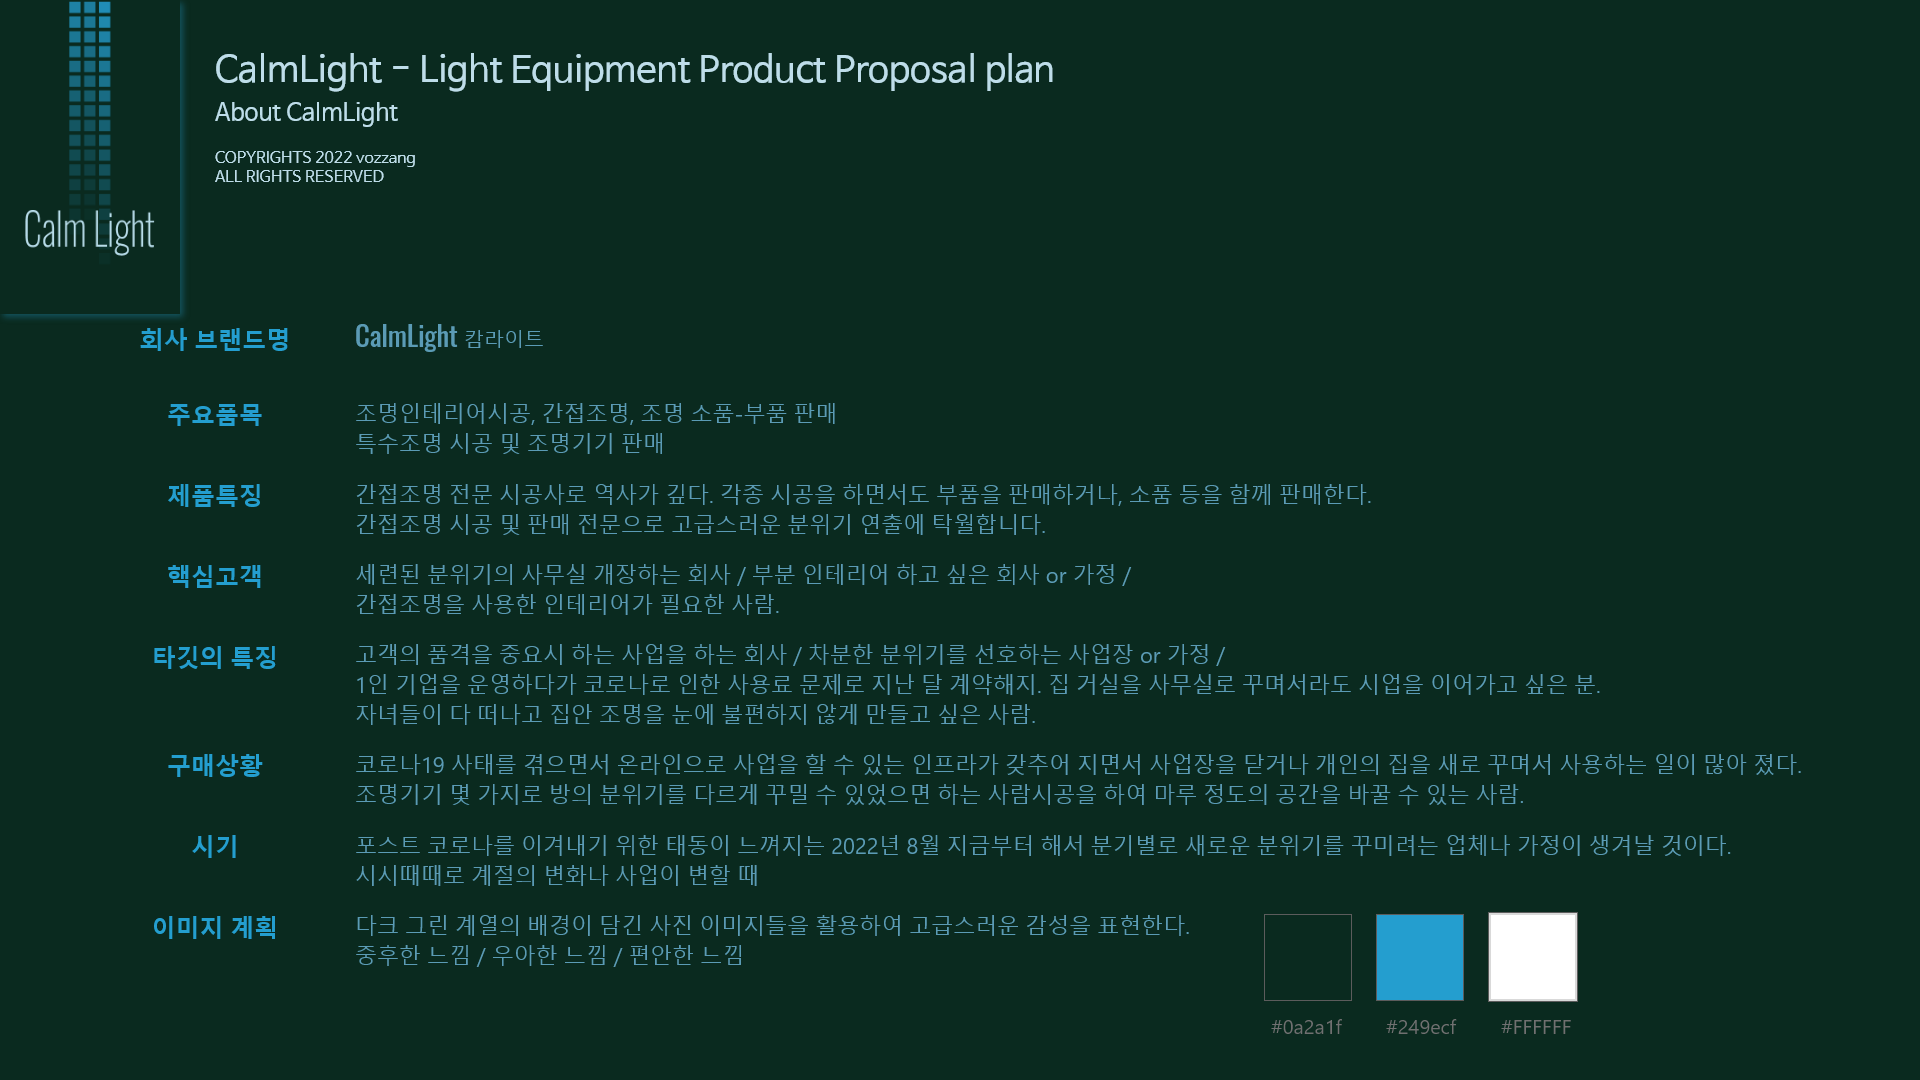 Calm Light
CalmLight - Light Equipment Product Proposal plan
About CalmLight
COPYRIGHTS 2022 vozzang
ALL RIGHTS RESERVED
회사 브랜드명
CalmLight 캄라이트
주요품목
조명인테리어시공, 간접조명, 조명 소품-부품 판매
특수조명 시공 및 조명기기 판매
제품특징
간접조명 전문 시공사로 역사가 깊다. 각종 시공을 하면서도 부품을 판매하거나, 소품 등을 함께 판매한다.
간접조명 시공 및 판매 전문으로 고급스러운 분위기 연출에 탁월합니다.
핵심고객
세련된 분위기의 사무실 개장하는 회사 / 부분 인테리어 하고 싶은 회사 or 가정 /
간접조명을 사용한 인테리어가 필요한 사람.
타깃의 특징
고객의 품격을 중요시 하는 사업을 하는 회사 / 차분한 분위기를 선호하는 사업장 or 가정 /
1인 기업을 운영하다가 코로나로 인한 사용료 문제로 지난 달 계약해지. 집 거실을 사무실로 꾸며서라도 시업을 이어가고 싶은 분.
자녀들이 다 떠나고 집안 조명을 눈에 불편하지 않게 만들고 싶은 사람.
구매상황
코로나19 사태를 겪으면서 온라인으로 사업을 할 수 있는 인프라가 갖추어 지면서 사업장을 닫거나 개인의 집을 새로 꾸며서 사용하는 일이 많아 졌다.
조명기기 몇 가지로 방의 분위기를 다르게 꾸밀 수 있었으면 하는 사람시공을 하여 마루 정도의 공간을 바꿀 수 있는 사람.
시기
포스트 코로나를 이겨내기 위한 태동이 느껴지는 2022년 8월 지금부터 해서 분기별로 새로운 분위기를 꾸미려는 업체나 가정이 생겨날 것이다.
시시때때로 계절의 변화나 사업이 변할 때
이미지 계획
다크 그린 계열의 배경이 담긴 사진 이미지들을 활용하여 고급스러운 감성을 표현한다.
중후한 느낌 / 우아한 느낌 / 편안한 느낌
#0a2a1f
#249ecf
#FFFFFF